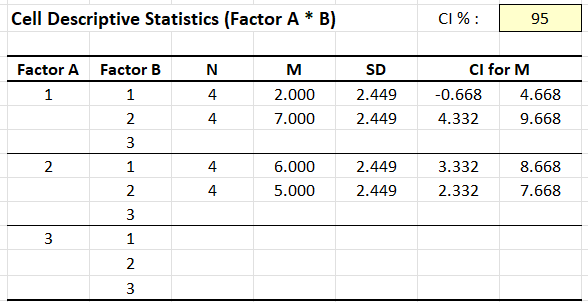 Cell Descriptive Statistics (Factor A * B) CI % : 95
Factor A Factor B N M SD CI for M
1 1 4 2.000 2.449 -0.668 4.668
2 4 7.000 2.449 4.332 9.668
3
2 1 4 6.000 2.449 3.332 8.668
2 4 5.000 2.449 2.332 7.668
3
3 1
2
3